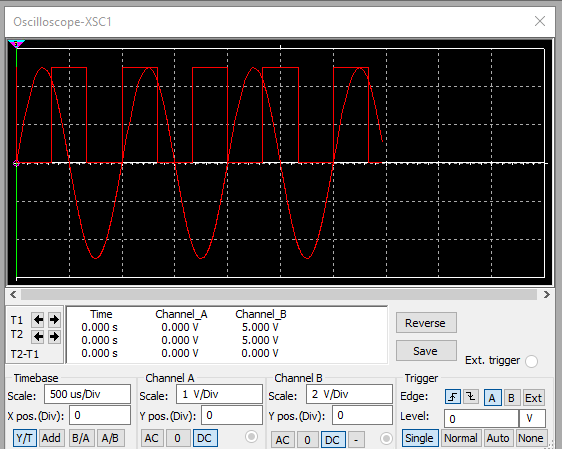 Oscilloscope-XSC1
T1
T2
T2-T1
Time Channel_A Channel_B
0.000 s 0.000 V 5.000 V
0.000 s 0.000 V 5.000 V
0.000 s 0.000 V 0.000 V
Reverse
Save
Ext. trigger
Timebase
Scale: 500 us/Div
X pos.(Div): 0
Y/T Add B/A A/B
Channel A
Scale: 1 V/Div
Y pos.(Div): 0
AC 0 DC
Channel B
Scale: 2 V/Div
Y pos.(Div): 0
AC 0 DC -
Trigger
Edge: A B Ext
Level: 0 V
Single Normal Auto None